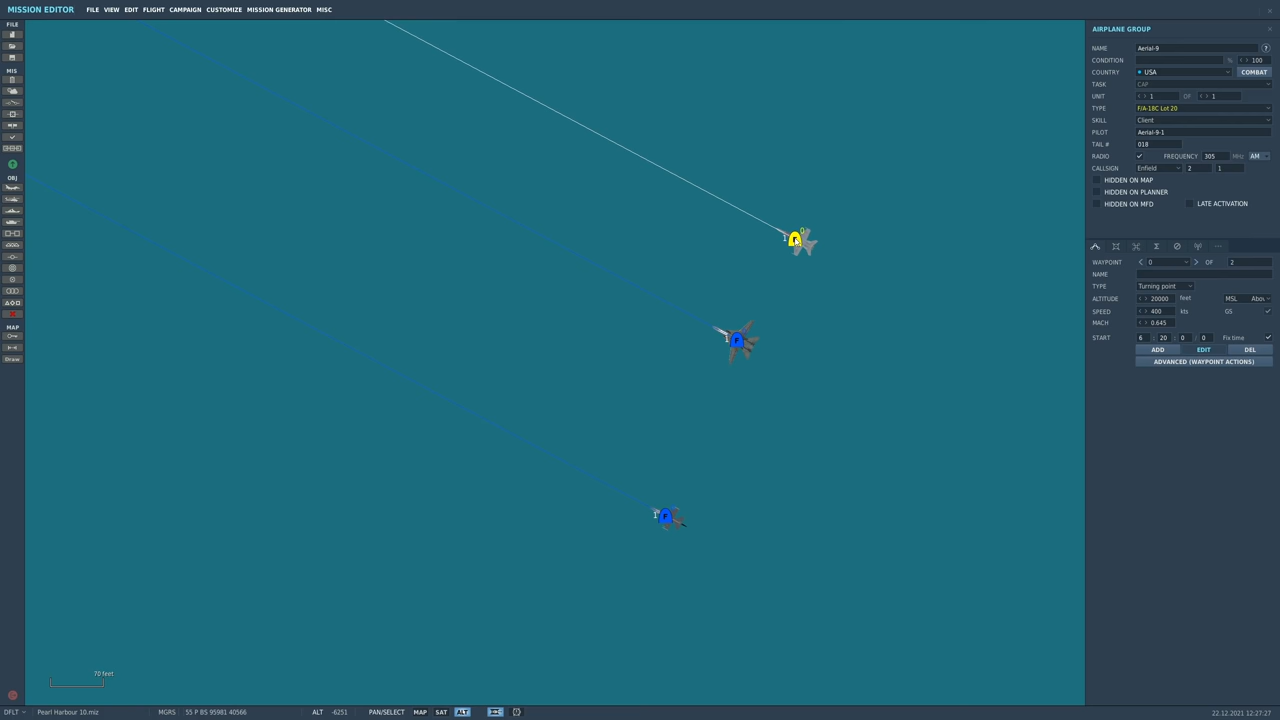 MISSION EDITOR FILE VIEW EDIT FLIGHT CAMPAIGN CUSTOMIZE MISSION GENERATOR MISC
FILE
MIS
OBJ
MAP
Draw
0
1
F
1
F
1
F
70 feet
AIRPLANE GROUP
NAME Aerial-9 ?
CONDITION % < > 100
COUNTRY USA COMBAT
TASK CAP
UNIT < > 1 OF < > 1
TYPE F/A-18C Lot 20
SKILL Client
PILOT Aerial-9-1
TAIL # 018
RADIO FREQUENCY 305 MHz AM
CALLSIGN Enfield 2 1
HIDDEN ON MAP
HIDDEN ON PLANNER
HIDDEN ON MFD LATE ACTIVATION
WAYPOINT < 0 > OF 2
NAME
TYPE Turning point
ALTITUDE < > 20000 feet MSL
SPEED < > 400 kts GS
MACH < > 0.645
START 6 : 20 : 0 / 0 Fix time
ADD EDIT DEL
ADVANCED (WAYPOINT ACTIONS)
DFLT Pearl Harbour 10.miz MGRS 55 P BS 95981 40566 ALT -6251 PAN/SELECT MAP SAT ALT 22.12.2021 12:27:27